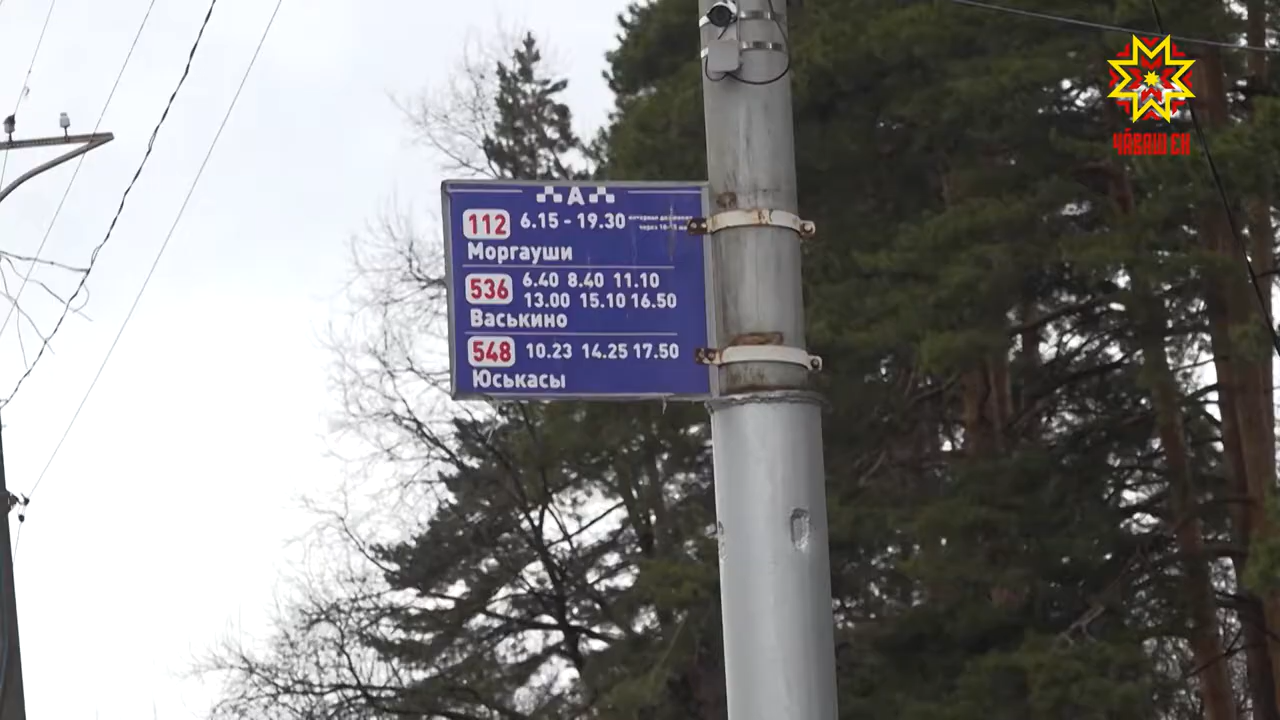 А
112 6.15 - 19.30
Моргауши
536 6.40 8.40 11.10
13.00 15.10 16.50
Васькино
548 10.23 14.25 17.50
Юськасы
ЧӐВАШ ЕН